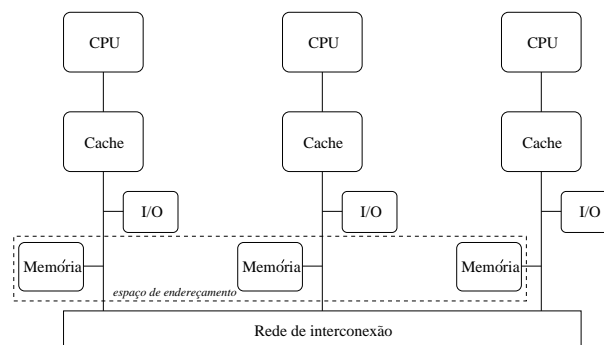 CPU CPU CPU
Cache Cache Cache
I/O I/O I/O
Memória Memória Memória
espaço de endereçamento
Rede de interconexão